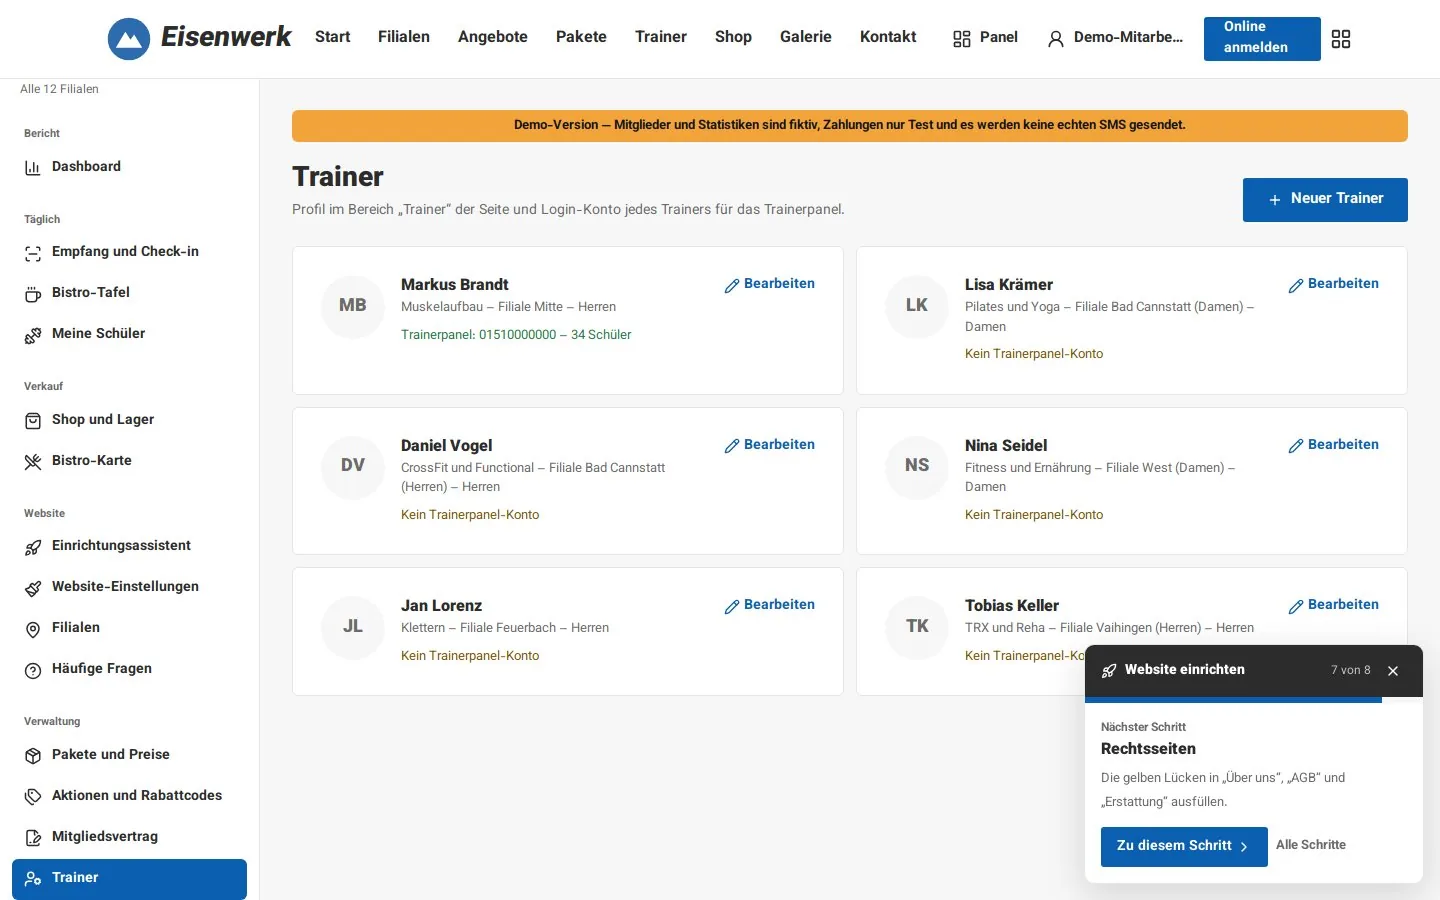 Eisenwerk
Start
Filialen
Angebote
Pakete
Trainer
Shop
Galerie
Kontakt
Panel
Demo-Mitarbe...
Online
anmelden
Alle 12 Filialen
Bericht
Dashboard
Täglich
Empfang und Check-in
Bistro-Tafel
Meine Schüler
Verkauf
Shop und Lager
Bistro-Karte
Website
Einrichtungsassistent
Website-Einstellungen
Filialen
Häufige Fragen
Verwaltung
Pakete und Preise
Aktionen und Rabattcodes
Mitgliedsvertrag
Trainer
Demo-Version — Mitglieder und Statistiken sind fiktiv, Zahlungen nur Test und es werden keine echten SMS gesendet.
Trainer
Profil im Bereich „Trainer“ der Seite und Login-Konto jedes Trainers für das Trainerpanel.
+ Neuer Trainer
MB
Markus Brandt
Muskelaufbau – Filiale Mitte – Herren
Trainerpanel: 01510000000 – 34 Schüler
Bearbeiten
LK
Lisa Krämer
Pilates und Yoga – Filiale Bad Cannstatt (Damen) –
Damen
Kein Trainerpanel-Konto
Bearbeiten
DV
Daniel Vogel
CrossFit und Functional – Filiale Bad Cannstatt
(Herren) – Herren
Kein Trainerpanel-Konto
Bearbeiten
NS
Nina Seidel
Fitness und Ernährung – Filiale West (Damen) –
Damen
Kein Trainerpanel-Konto
Bearbeiten
JL
Jan Lorenz
Klettern – Filiale Feuerbach – Herren
Kein Trainerpanel-Konto
Bearbeiten
TK
Tobias Keller
TRX und Reha – Filiale Vaihingen (Herren) – Herren
Kein Trainerpanel-Ko
Bearbeiten
Website einrichten
7 von 8
Nächster Schritt
Rechtsseiten
Die gelben Lücken in „Über uns“, „AGB“ und
„Erstattung“ ausfüllen.
Zu diesem Schritt
Alle Schritte